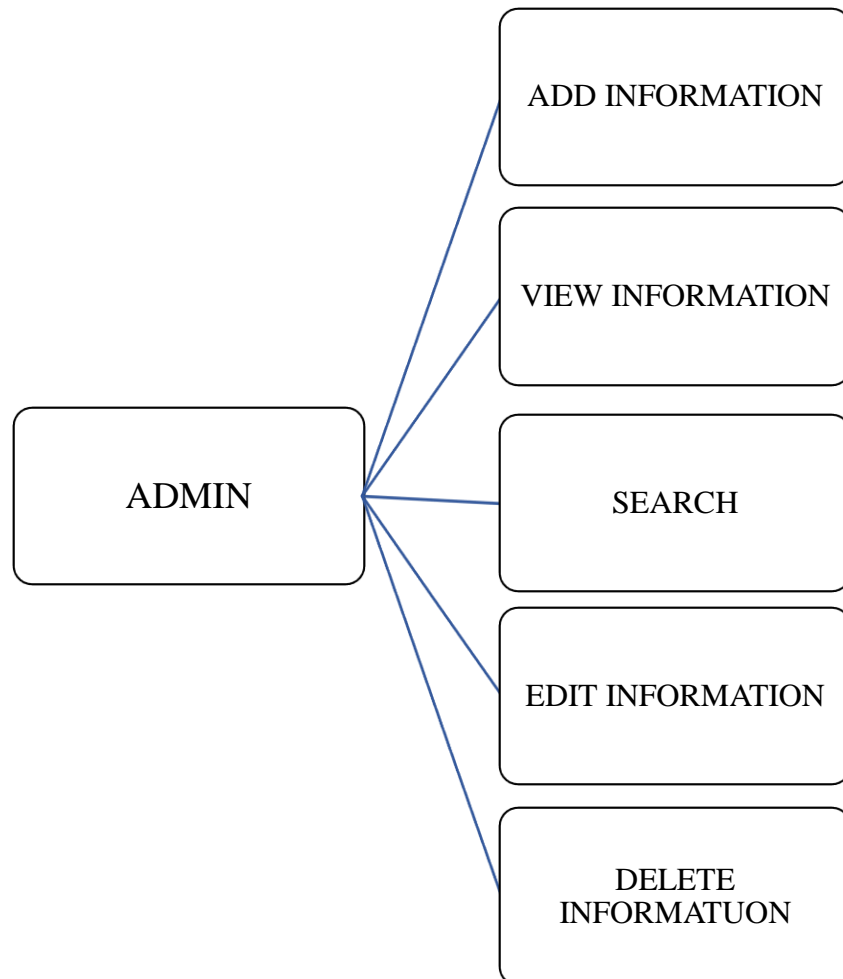 ADD INFORMATION
VIEW INFORMATION
ADMIN
SEARCH
EDIT INFORMATION
DELETE
INFORMATUON